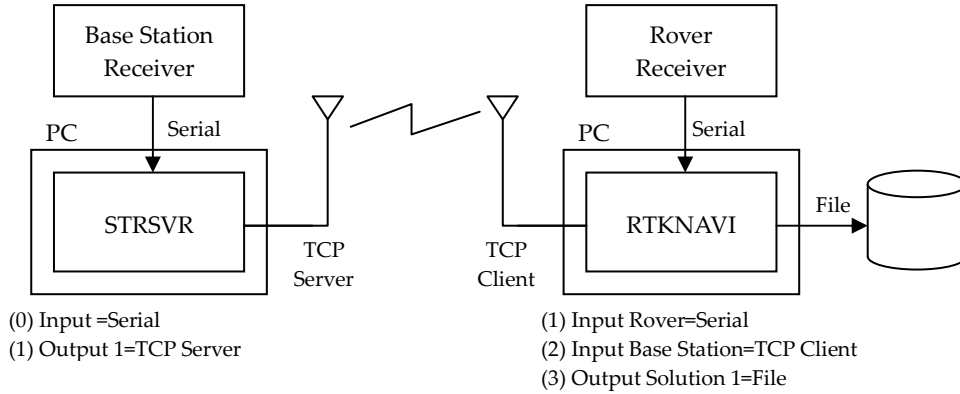 Base Station
Receiver
Rover
Receiver
PC
Serial
PC
Serial
STRSVR
RTKNAVI
File
TCP
Server
TCP
Client
(0) Input =Serial
(1) Output 1=TCP Server
(1) Input Rover=Serial
(2) Input Base Station=TCP Client
(3) Output Solution 1=File